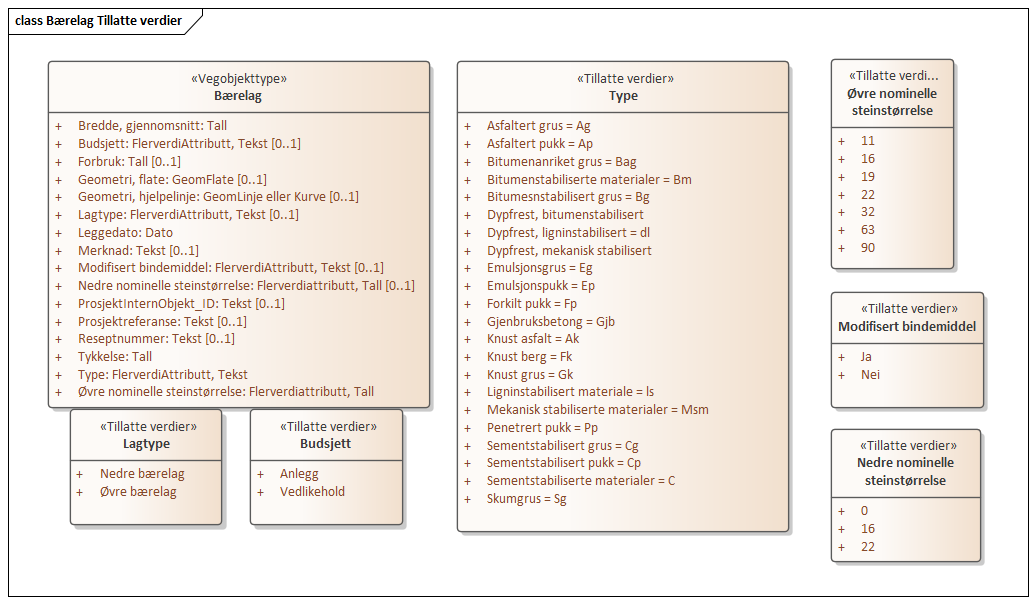 class Bærelag Tillatte verdier
«Vegobjekttype»
Bærelag
+ Bredde, gjennomsnitt: Tall
+ Budsjett: FlerverdiAttributt, Tekst [0..1]
+ Forbruk: Tall [0..1]
+ Geometri, flate: GeomFlate [0..1]
+ Geometri, hjelpelinje: GeomLinje eller Kurve [0..1]
+ Lagtype: FlerverdiAttributt, Tekst [0..1]
+ Leggedato: Dato
+ Merknad: Tekst [0..1]
+ Modifisert bindemiddel: FlerverdiAttributt, Tekst [0..1]
+ Nedre nominelle steinstørrelse: Flerverdiattributt, Tall [0..1]
+ ProsjektInternObjekt_ID: Tekst [0..1]
+ Prosjektreferanse: Tekst [0..1]
+ Reseptnummer: Tekst [0..1]
+ Tykkelse: Tall
+ Type: FlerverdiAttributt, Tekst
+ Øvre nominelle steinstørrelse: Flerverdiattributt, Tall
«Tillatte verdier»
Lagtype
+ Nedre bærelag
+ Øvre bærelag
«Tillatte verdier»
Budsjett
+ Anlegg
+ Vedlikehold
«Tillatte verdier»
Type
+ Asfaltert grus = Ag
+ Asfaltert pukk = Ap
+ Bitumenanriket grus = Bag
+ Bitumenstabiliserte materialer = Bm
+ Bitumesnstabilisert grus = Bg
+ Dypfrest, bitumenstabilisert
+ Dypfrest, ligninstabilisert = dl
+ Dypfrest, mekanisk stabilisert
+ Emulsjonsgrus = Eg
+ Emulsjonspukk = Ep
+ Forkilt pukk = Fp
+ Gjenbruksbetong = Gjb
+ Knust asfalt = Ak
+ Knust berg = Fk
+ Knust grus = Gk
+ Ligninstabilisert materiale = ls
+ Mekanisk stabiliserte materialer = Msm
+ Penetrert pukk = Pp
+ Sementstabilisert grus = Cg
+ Sementstabilisert pukk = Cp
+ Sementstabiliserte materialer = C
+ Skumgrus = Sg
«Tillatte verdi...
Øvre nominelle
steinstørrelse
+ 11
+ 16
+ 19
+ 22
+ 32
+ 63
+ 90
«Tillatte verdier»
Modifisert bindemiddel
+ Ja
+ Nei
«Tillatte verdier»
Nedre nominelle
steinstørrelse
+ 0
+ 16
+ 22